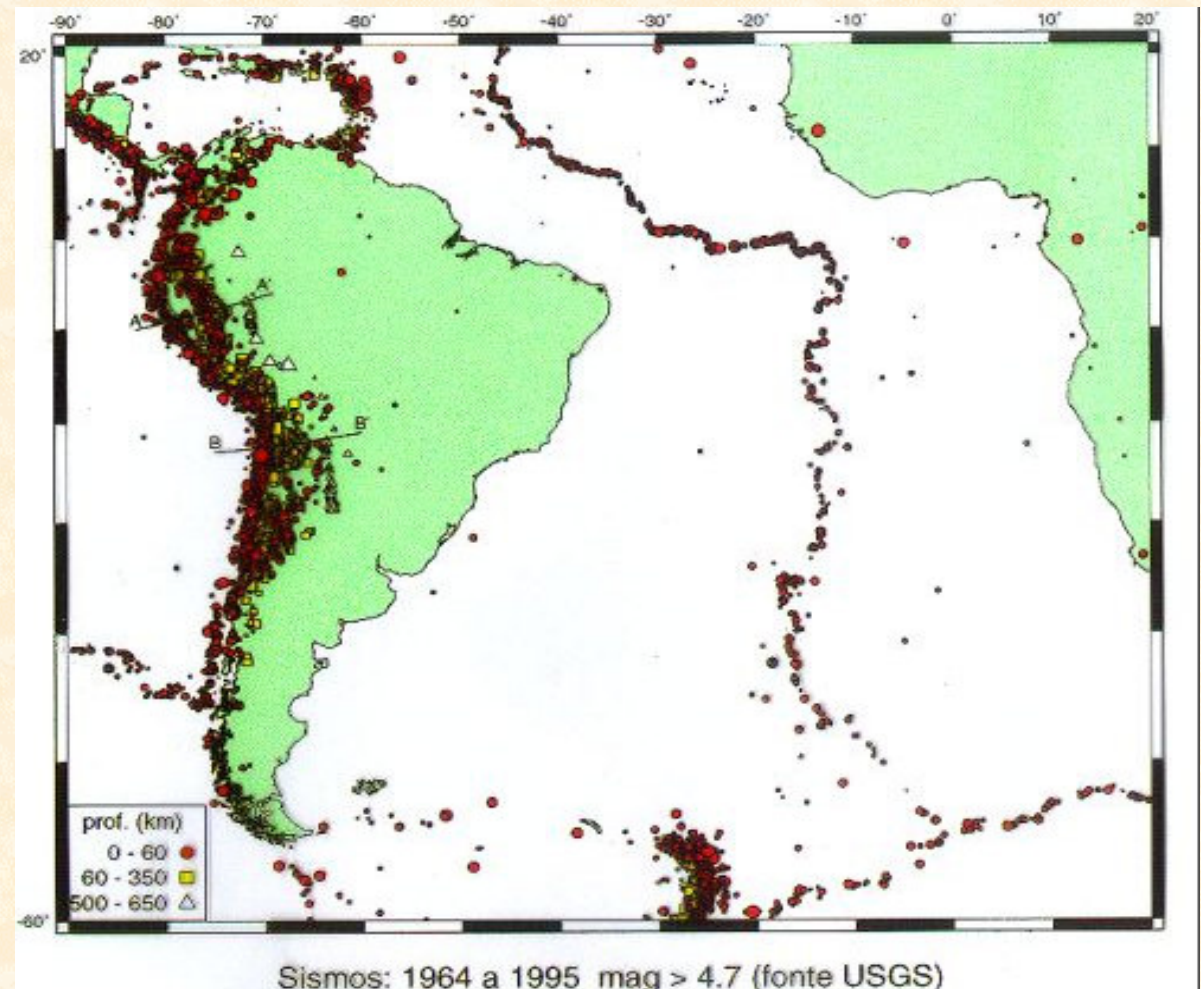 -90° -80° -70° -60° -50° -40° -30° -20° -10° 0° 10° 20°
20°
A'
A
B'
B
prof. (km)
0 - 60
60 - 350
500 - 650
-60°
Sismos: 1964 a 1995 mag > 4.7 (fonte USGS)